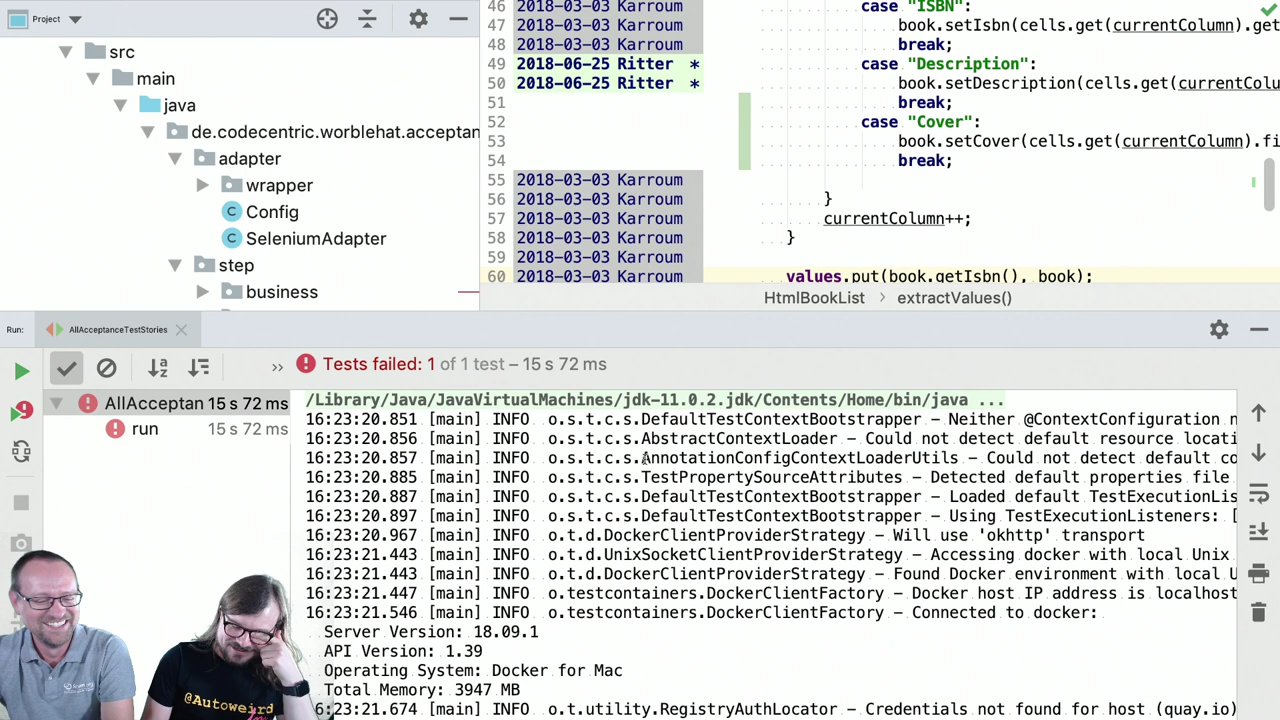 Project
src
main
java
de.codecentric.worblehat.acceptan
adapter
wrapper
Config
SeleniumAdapter
step
business
46 2018-03-03 Karroum case "ISBN":
47 2018-03-03 Karroum book.setIsbn(cells.get(currentColumn).get
48 2018-03-03 Karroum break;
49 2018-06-25 Ritter * case "Description":
50 2018-06-25 Ritter * book.setDescription(cells.get(currentColu
51 break;
52 case "Cover":
53 book.setCover(cells.get(currentColumn).fi
54 break;
55 2018-03-03 Karroum
56 2018-03-03 Karroum }
57 2018-03-03 Karroum currentColumn++;
58 2018-03-03 Karroum }
59 2018-03-03 Karroum
60 2018-03-03 Karroum values.put(book.getIsbn(), book);
HtmlBookList > extractValues()
Run: AllAcceptanceTestStories
Tests failed: 1 of 1 test – 15 s 72 ms
AllAcceptan 15 s 72 ms
run 15 s 72 ms
/Library/Java/JavaVirtualMachines/jdk-11.0.2.jdk/Contents/Home/bin/java ...
16:23:20.851 [main] INFO o.s.t.c.s.DefaultTestContextBootstrapper - Neither @ContextConfiguration n
16:23:20.856 [main] INFO o.s.t.c.s.AbstractContextLoader - Could not detect default resource locati
16:23:20.857 [main] INFO o.s.t.c.s.AnnotationConfigContextLoaderUtils - Could not detect default co
16:23:20.885 [main] INFO o.s.t.c.s.TestPropertySourceAttributes - Detected default properties file
16:23:20.887 [main] INFO o.s.t.c.s.DefaultTestContextBootstrapper - Loaded default TestExecutionLis
16:23:20.897 [main] INFO o.s.t.c.s.DefaultTestContextBootstrapper - Using TestExecutionListeners: [
16:23:20.967 [main] INFO o.t.d.DockerClientProviderStrategy - Will use 'okhttp' transport
16:23:21.443 [main] INFO o.t.d.UnixSocketClientProviderStrategy - Accessing docker with local Unix
16:23:21.443 [main] INFO o.t.d.DockerClientProviderStrategy - Found Docker environment with local U
16:23:21.447 [main] INFO o.testcontainers.DockerClientFactory - Docker host IP address is localhost
16:23:21.546 [main] INFO o.testcontainers.DockerClientFactory - Connected to docker:
Server Version: 18.09.1
API Version: 1.39
Operating System: Docker for Mac
Total Memory: 3947 MB
16:23:21.674 [main] INFO o.t.utility.RegistryAuthLocator - Credentials not found for host (quay.io)
@Autoweird